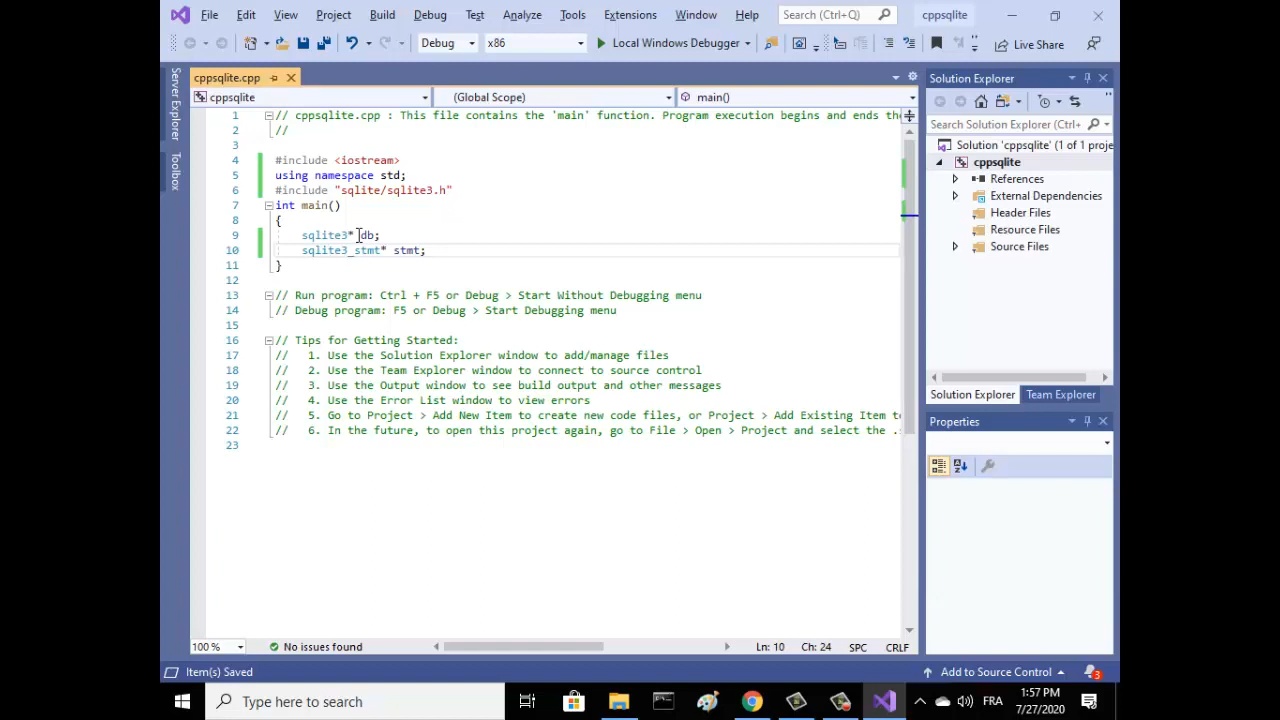 File Edit View Project Build Debug Test Analyze Tools Extensions Window Help Search (Ctrl+Q) cppsqlite
Debug x86 Local Windows Debugger Live Share
Server Explorer
Toolbox
cppsqlite.cpp
cppsqlite (Global Scope) main()
1 // cppsqlite.cpp : This file contains the 'main' function. Program execution begins and ends the
2 //
3
4 #include <iostream>
5 using namespace std;
6 #include "sqlite/sqlite3.h"
7 int main()
8 {
9 sqlite3* db;
10 sqlite3_stmt* stmt;
11 }
12
13 // Run program: Ctrl + F5 or Debug > Start Without Debugging menu
14 // Debug program: F5 or Debug > Start Debugging menu
15
16 // Tips for Getting Started:
17 // 1. Use the Solution Explorer window to add/manage files
18 // 2. Use the Team Explorer window to connect to source control
19 // 3. Use the Output window to see build output and other messages
20 // 4. Use the Error List window to view errors
21 // 5. Go to Project > Add New Item to create new code files, or Project > Add Existing Item to
22 // 6. In the future, to open this project again, go to File > Open > Project and select the .s
23
100 % No issues found Ln: 10 Ch: 24 SPC CRLF
Solution Explorer
Search Solution Explorer (Ctrl+
Solution 'cppsqlite' (1 of 1 proje
cppsqlite
References
External Dependencies
Header Files
Resource Files
Source Files
Solution Explorer Team Explorer
Properties
Item(s) Saved Add to Source Control 3
Type here to search FRA 1:57 PM
7/27/2020